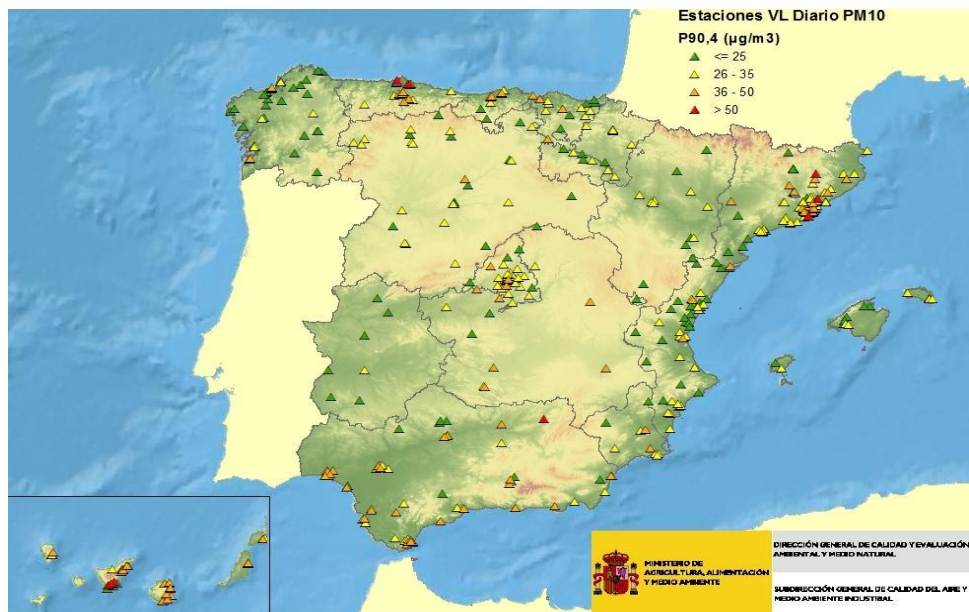 Estaciones VL Diario PM10
P90,4 (µg/m3)
<= 25
26 - 35
36 - 50
> 50
MINISTERIO
DE
AGRICULTURA, ALIMENTACIÓN
Y MEDIO AMBIENTE
DIRECCIÓN GENERAL DE CALIDAD Y EVALUACIÓN
AMBIENTAL Y MEDIO NATURAL
SUBDIRECCIÓN GENERAL DE CALIDAD DEL AIRE Y
MEDIO AMBIENTE INDUSTRIAL